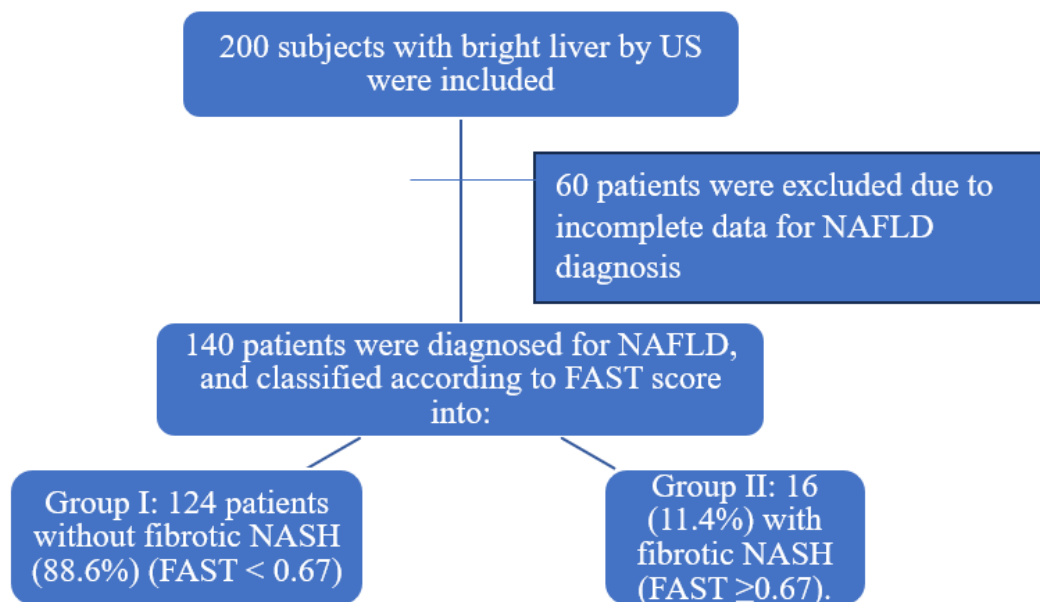 200 subjects with bright liver by US
were included
60 patients were excluded due to
incomplete data for NAFLD
diagnosis
140 patients were diagnosed for NAFLD,
and classified according to FAST score
into:
Group I: 124 patients
without fibrotic NASH
(88.6%) (FAST < 0.67)
Group II: 16
(11.4%) with
fibrotic NASH
(FAST ≥0.67).